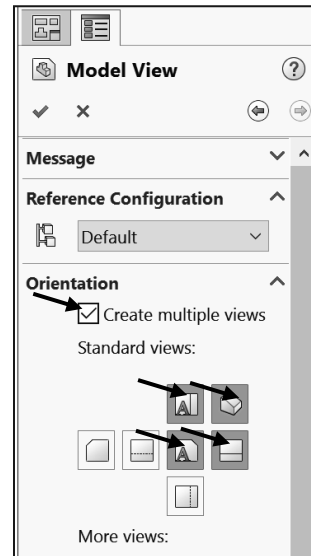 Model View
?
Message
Reference Configuration
Default
Orientation
Create multiple views
Standard views:
A
A
More views: